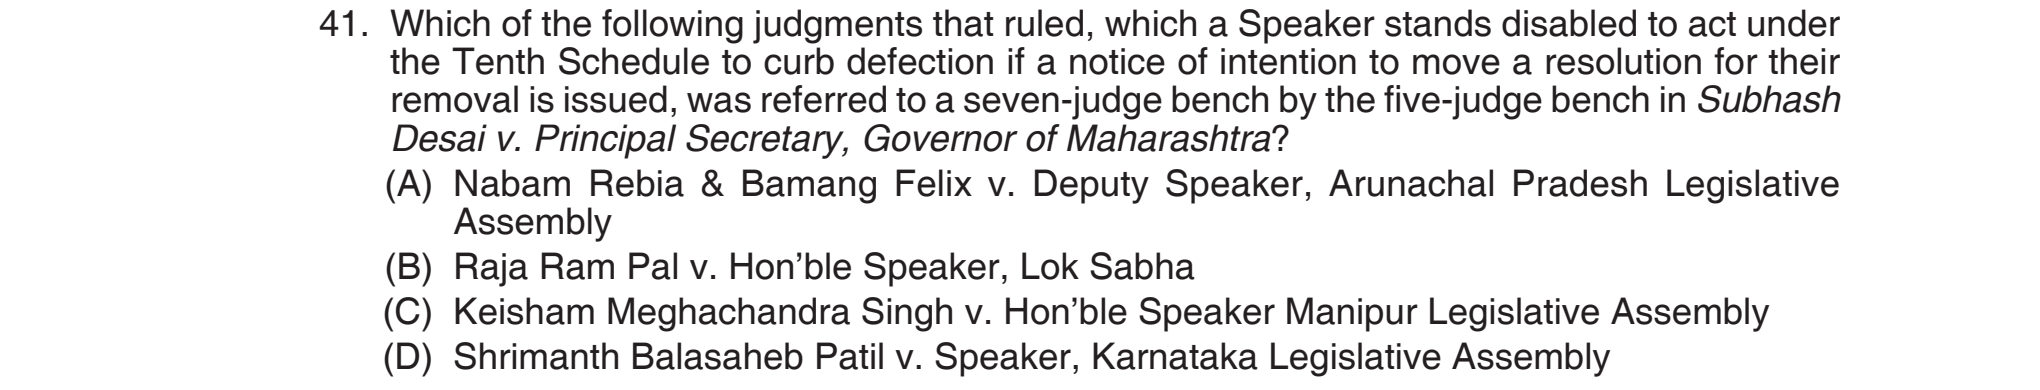 41. Which of the following judgments that ruled, which a Speaker stands disabled to act under
the Tenth Schedule to curb defection if a notice of intention to move a resolution for their
removal is issued, was referred to a seven-judge bench by the five-judge bench in Subhash
Desai v. Principal Secretary, Governor of Maharashtra?
(A) Nabam Rebia & Bamang Felix v. Deputy Speaker, Arunachal Pradesh Legislative
Assembly
(B) Raja Ram Pal v. Hon’ble Speaker, Lok Sabha
(C) Keisham Meghachandra Singh v. Hon’ble Speaker Manipur Legislative Assembly
(D) Shrimanth Balasaheb Patil v. Speaker, Karnataka Legislative Assembly